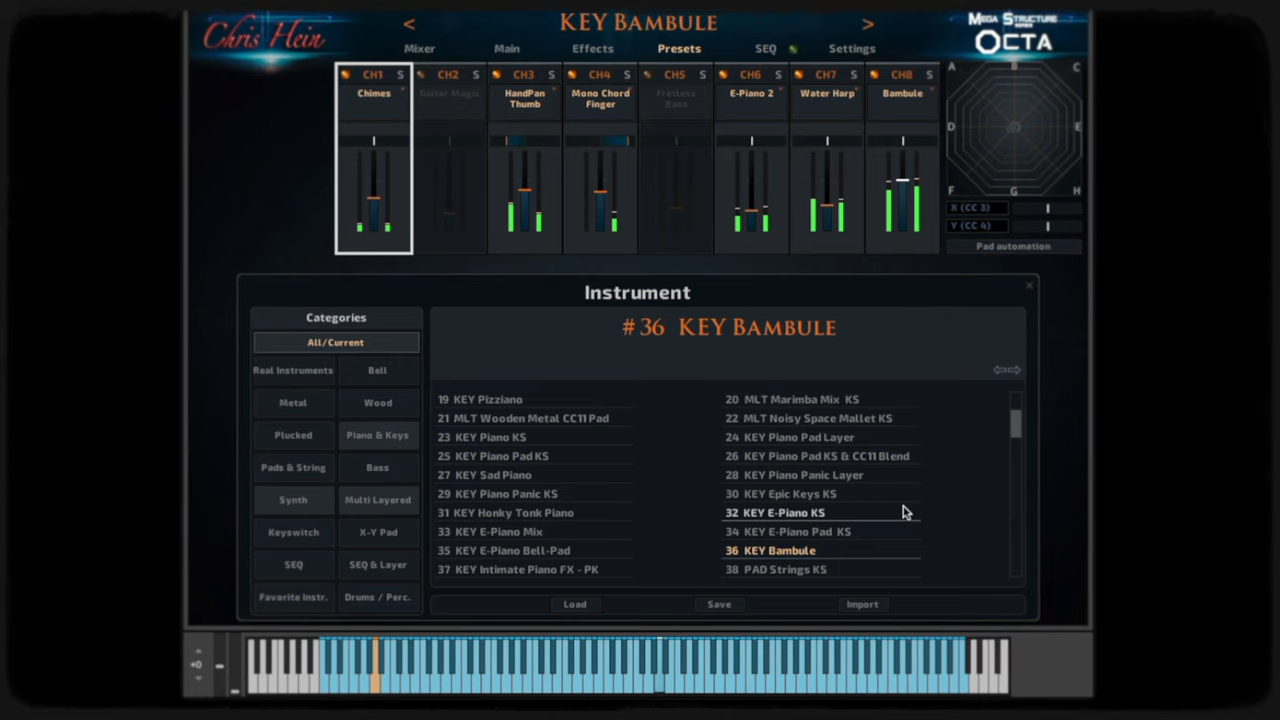 Chris Hein
<
KEY BAMBULE
>
MEGA STRUCTURE
SERIES
OCTA
Mixer
Main
Effects
Presets
SEQ
Settings
CH1 S
CH2 S
CH3 S
CH4 S
CH5 S
CH6 S
CH7 S
CH8 S
Chimes
Guitar Magic
HandPan
Thumb
Mono Chord
Finger
Fretless
Bass
E-Piano 2
Water Harp
Bambule
A
B
C
D
E
F
G
H
X (CC 3)
Y (CC 4)
Pad automation
Instrument
Categories
All/Current
Real Instruments
Bell
Metal
Wood
Plucked
Piano & Keys
Pads & String
Bass
Synth
Multi Layered
Keyswitch
X-Y Pad
SEQ
SEQ & Layer
Favorite Instr.
Drums / Perc.
# 36 KEY BAMBULE
19 KEY Pizziano
20 MLT Marimba Mix KS
21 MLT Wooden Metal CC11 Pad
22 MLT Noisy Space Mallet KS
23 KEY Piano KS
24 KEY Piano Pad Layer
25 KEY Piano Pad KS
26 KEY Piano Pad KS & CC11 Blend
27 KEY Sad Piano
28 KEY Piano Panic Layer
29 KEY Piano Panic KS
30 KEY Epic Keys KS
31 KEY Honky Tonk Piano
32 KEY E-Piano KS
33 KEY E-Piano Mix
34 KEY E-Piano Pad KS
35 KEY E-Piano Bell-Pad
36 KEY Bambule
37 KEY Intimate Piano FX - PK
38 PAD Strings KS
Load
Save
Import
+0